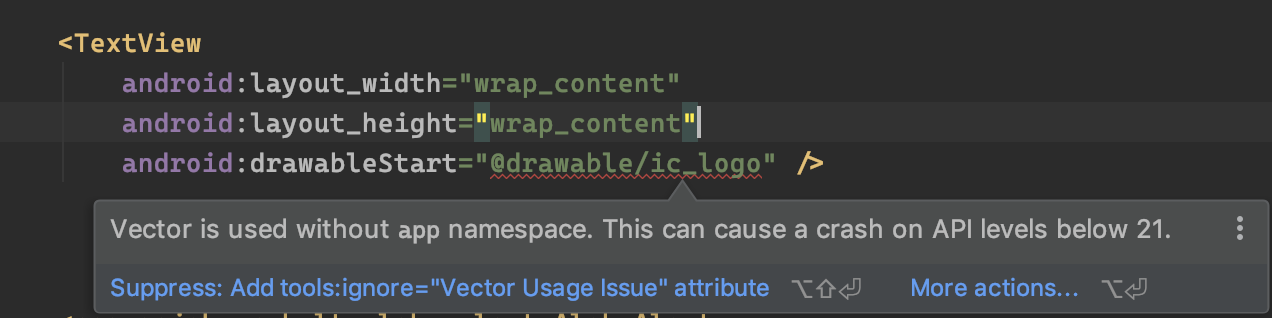 <TextView
android:layout_width="wrap_content"
android:layout_height="wrap_content"
android:drawableStart="@drawable/ic_logo" />
Vector is used without app namespace. This can cause a crash on API levels below 21.
Suppress: Add tools:ignore="Vector Usage Issue" attribute ⌥⇧⏎ More actions... ⌥⏎